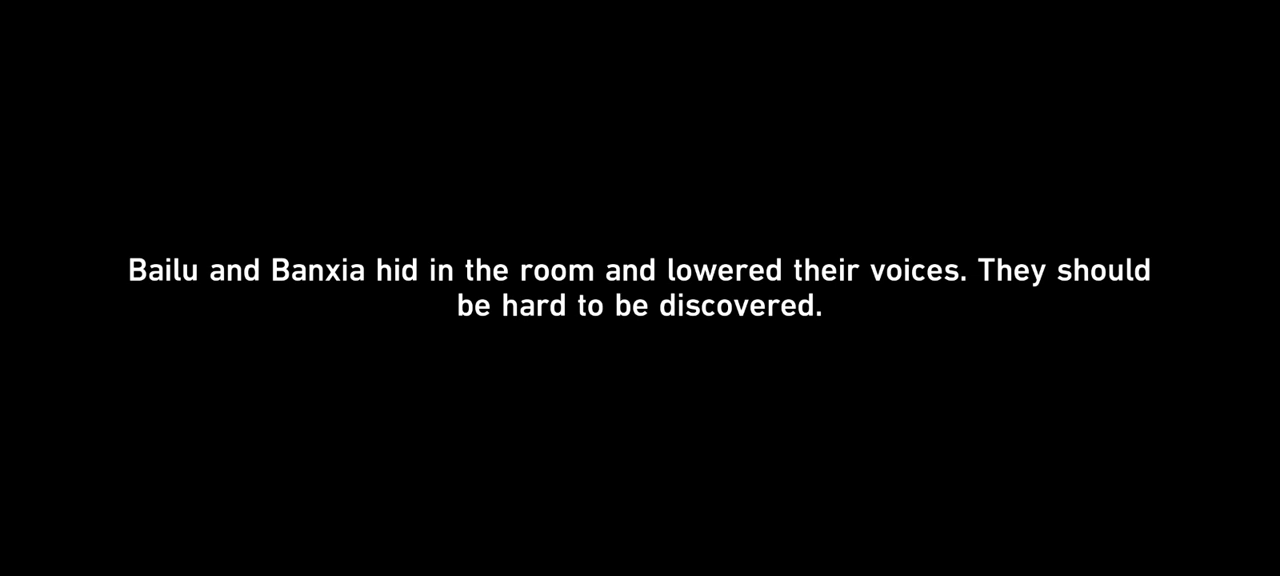 Bailu and Banxia hid in the room and lowered their voices. They should
be hard to be discovered.